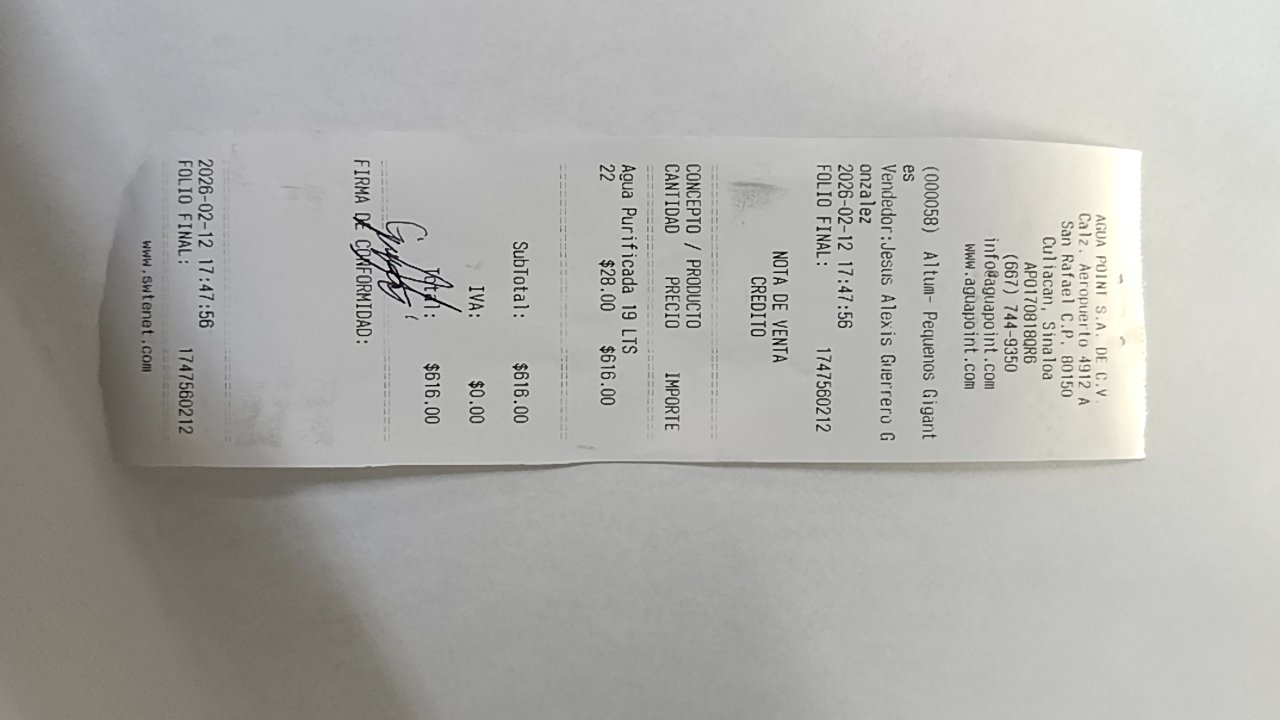 AGUA POINT S.A. DE C.V.
Calz. Aeropuerto 4912 A
San Rafael C.P. 80150
Culiacan, Sinaloa
APO170818QR6
(667) 744-9350
info@aguapoint.com
www.aguapoint.com
(000058) Altum- Pequenos Gigant
es
Vendedor:Jesus Alexis Guerrero G
onzalez
2026-02-12 17:47:56
FOLIO FINAL: 1747560212
NOTA DE VENTA
CREDITO
CONCEPTO / PRODUCTO
CANTIDAD PRECIO IMPORTE
Agua Purificada 19 LTS
22 $28.00 $616.00
SubTotal: $616.00
IVA: $0.00
Total: $616.00
FIRMA DE CONFORMIDAD:
2026-02-12 17:47:56
FOLIO FINAL: 1747560212
www.swtenet.com